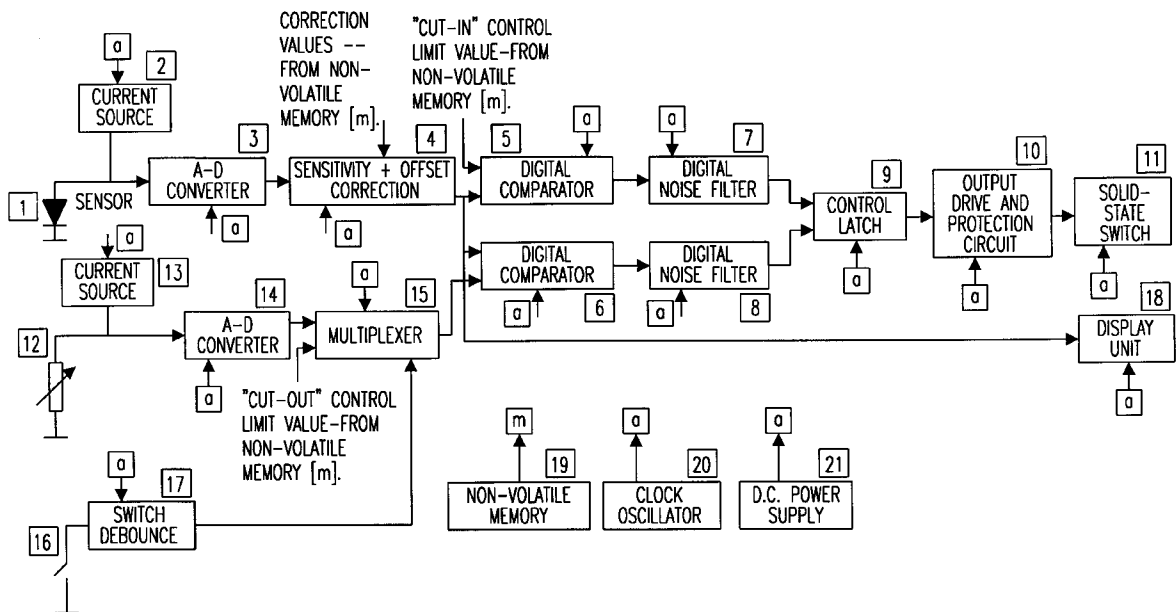 CORRECTION
VALUES --
FROM NON-
VOLATILE
MEMORY [m].
"CUT-IN" CONTROL
LIMIT VALUE-FROM
NON-VOLATILE
MEMORY [m].
a
2
CURRENT
SOURCE
1
SENSOR
3
A-D
CONVERTER
a
4
SENSITIVITY + OFFSET
CORRECTION
a
5
a
DIGITAL
COMPARATOR
a
7
DIGITAL
NOISE FILTER
9
CONTROL
LATCH
a
10
OUTPUT
DRIVE AND
PROTECTION
CIRCUIT
a
11
SOLID-
STATE
SWITCH
a
a
13
CURRENT
SOURCE
12
14
A-D
CONVERTER
a
a
15
MULTIPLEXER
"CUT-OUT" CONTROL
LIMIT VALUE-FROM
NON-VOLATILE
MEMORY [m].
DIGITAL
COMPARATOR
a
6
DIGITAL
NOISE FILTER
a
8
18
DISPLAY
UNIT
a
a
17
SWITCH
DEBOUNCE
16
m
19
NON-VOLATILE
MEMORY
a
20
CLOCK
OSCILLATOR
a
21
D.C. POWER
SUPPLY